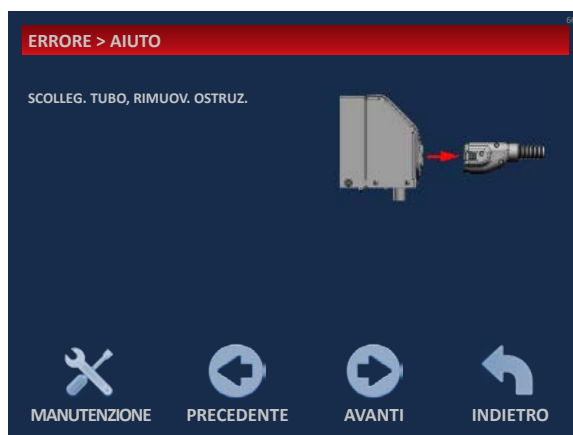 ERRORE > AIUTO
SCOLLEG. TUBO, RIMUOV. OSTRUZ.
MANUTENZIONE PRECEDENTE AVANTI INDIETRO